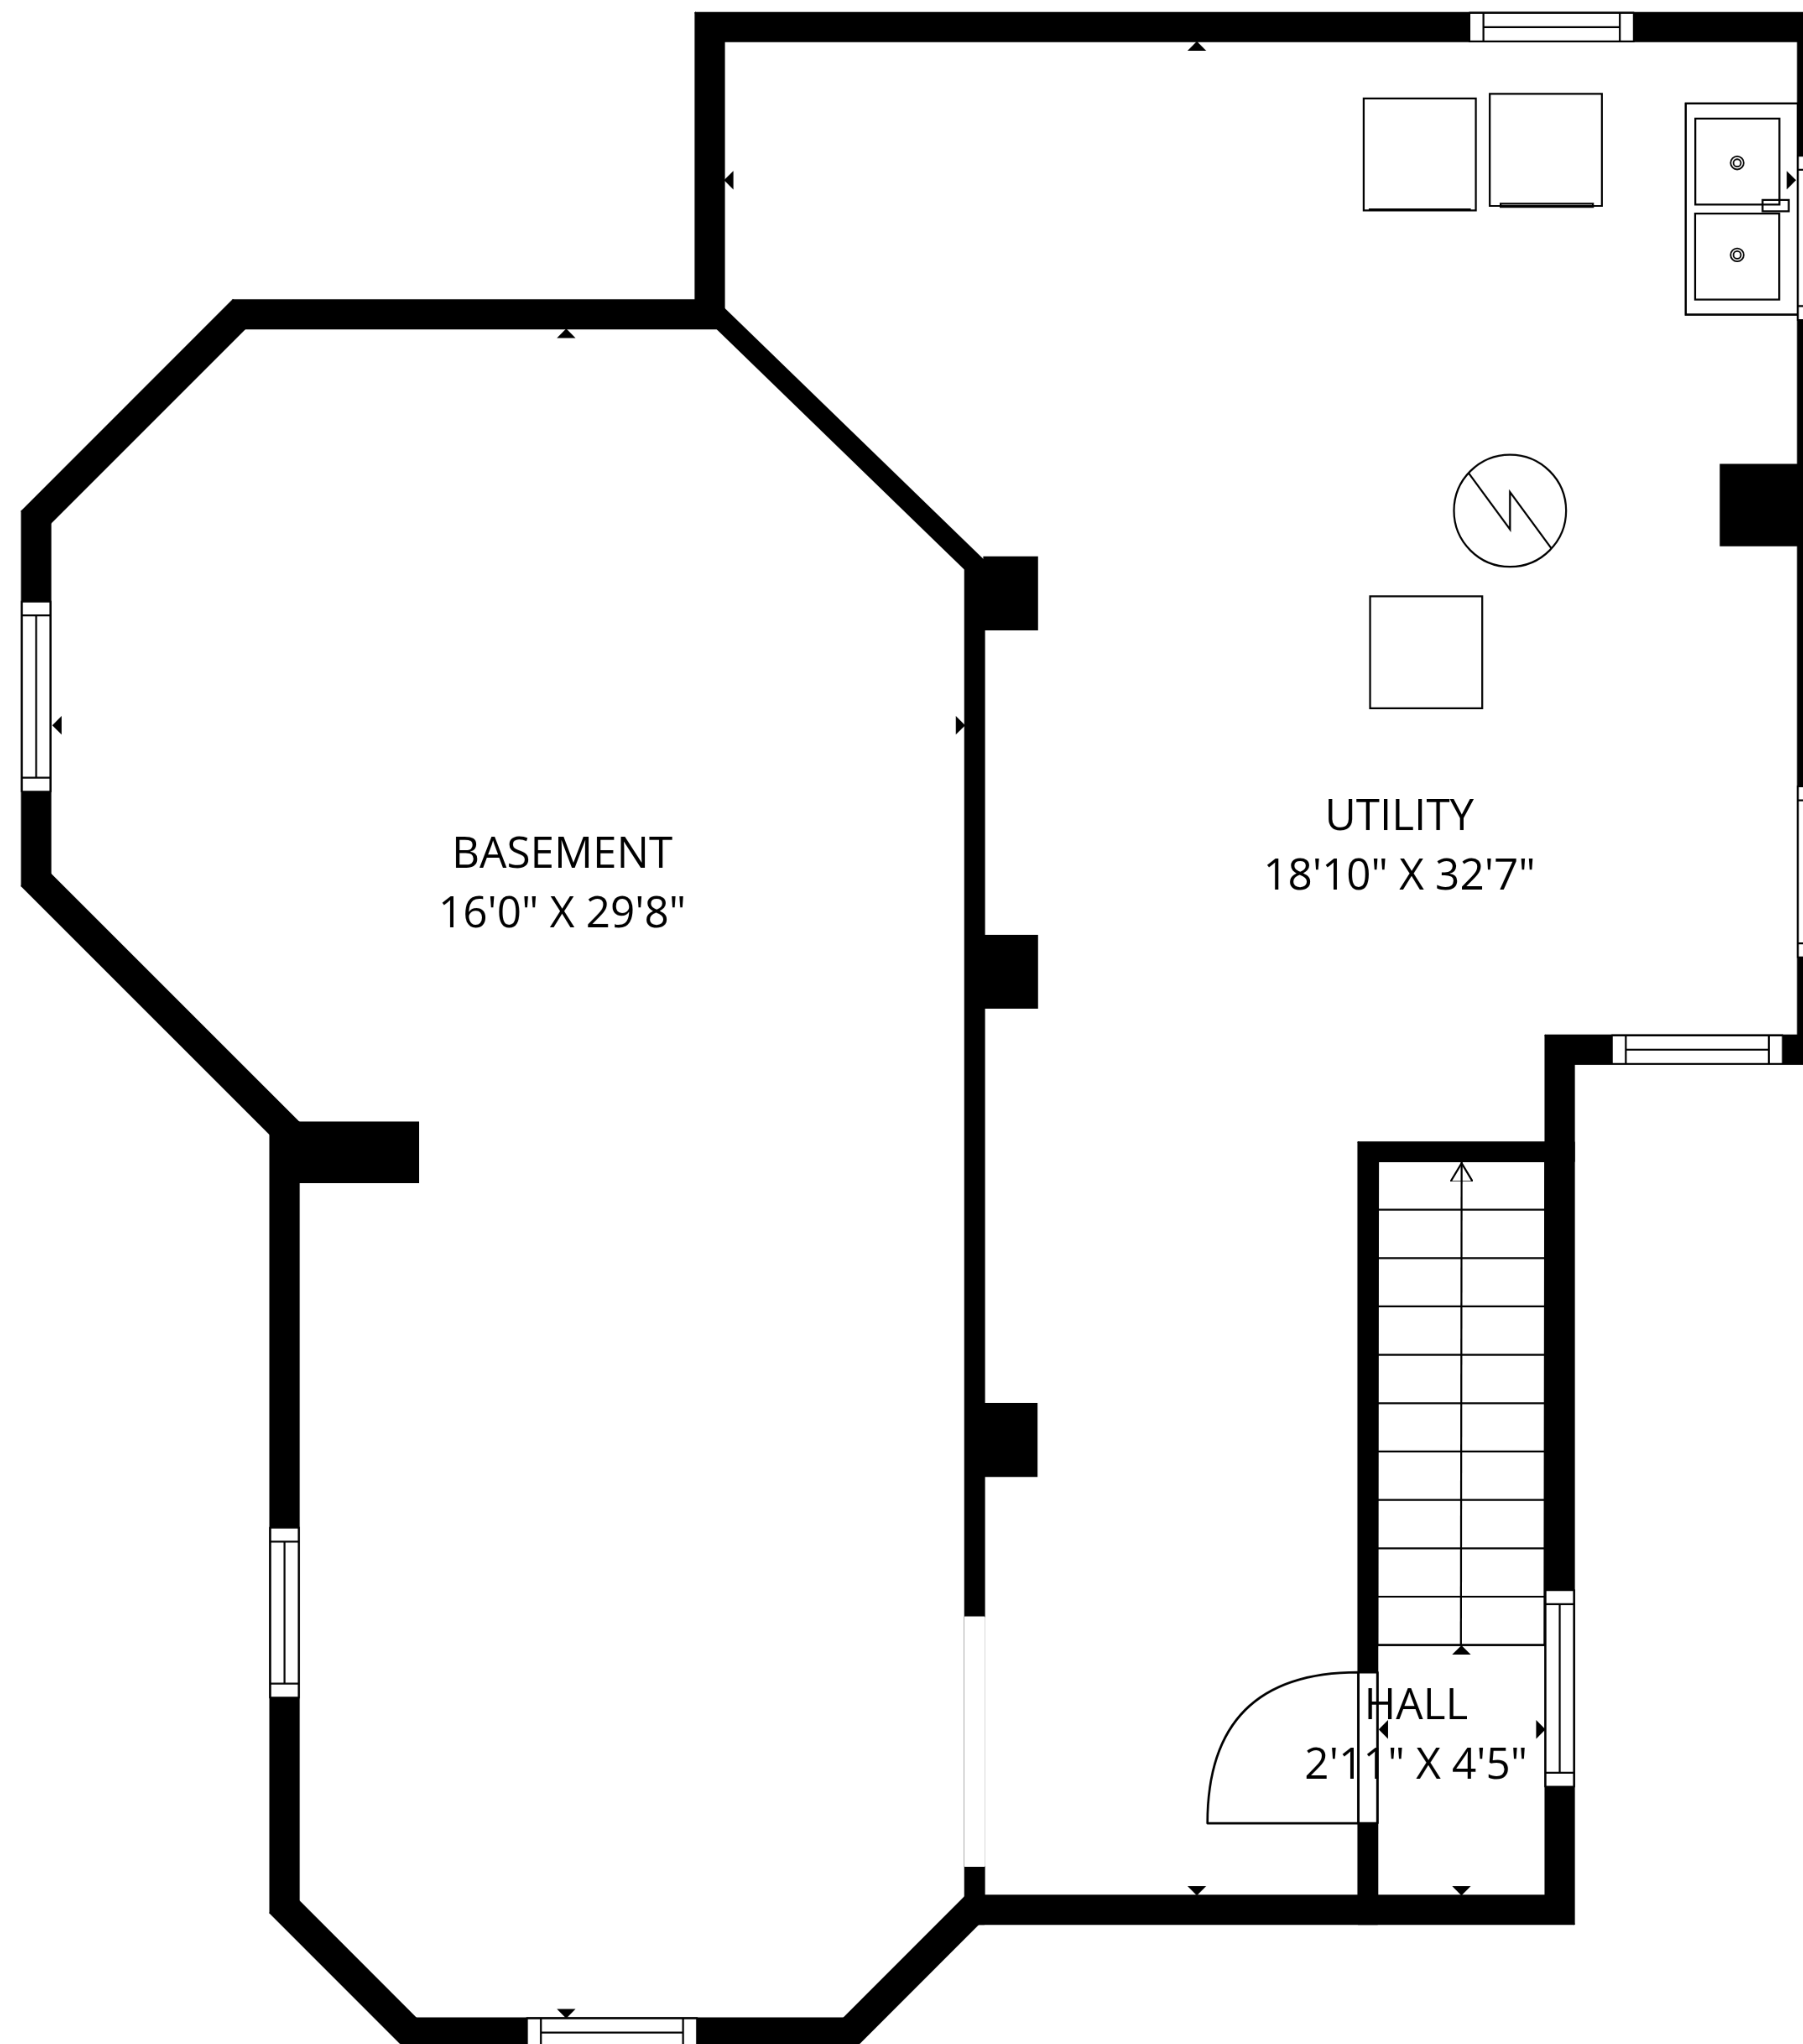 UTILITY
18'10" X 32'7"
BASEMENT
16'0" X 29'8"
HALL
2'11" X 4'5"